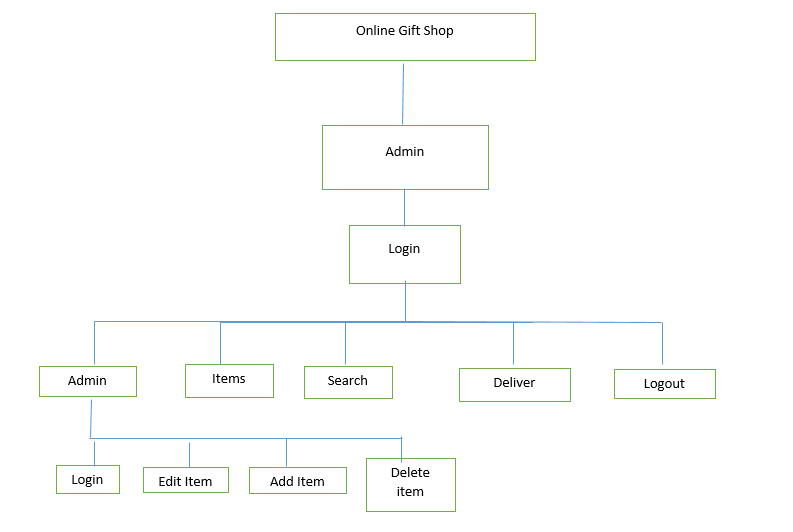 Online Gift Shop
Admin
Login
Admin
Items
Search
Deliver
Logout
Login
Edit Item
Add Item
Delete
item